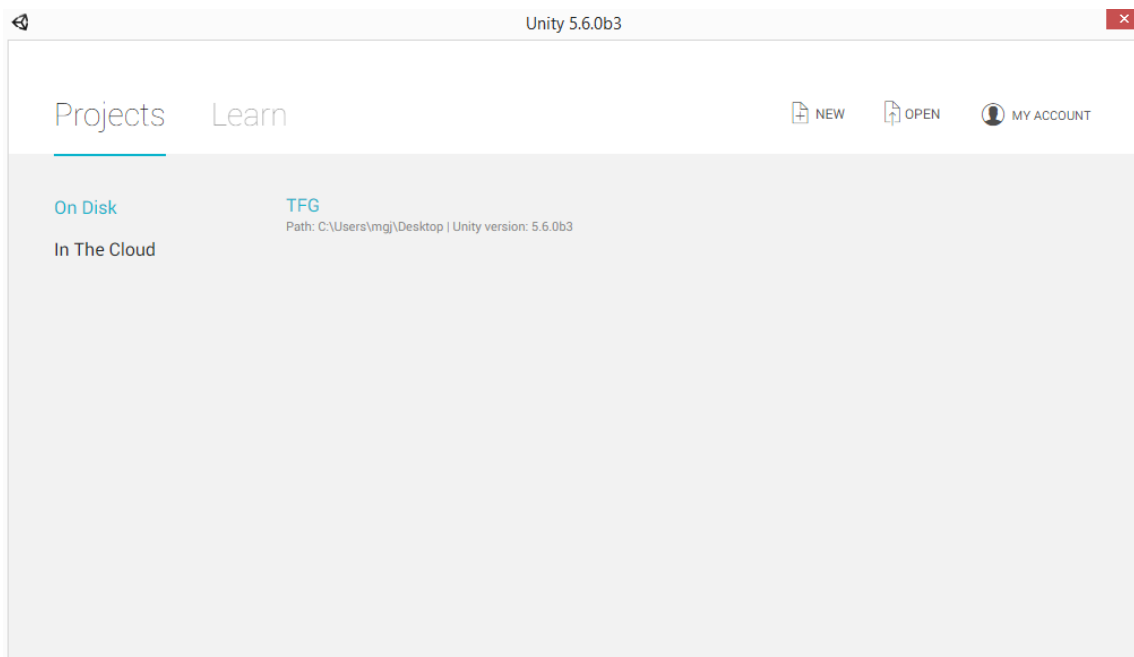 Unity 5.6.0b3
Projects Learn NEW OPEN MY ACCOUNT
On Disk
In The Cloud
TFG
Path: C:\Users\mgj\Desktop | Unity version: 5.6.0b3